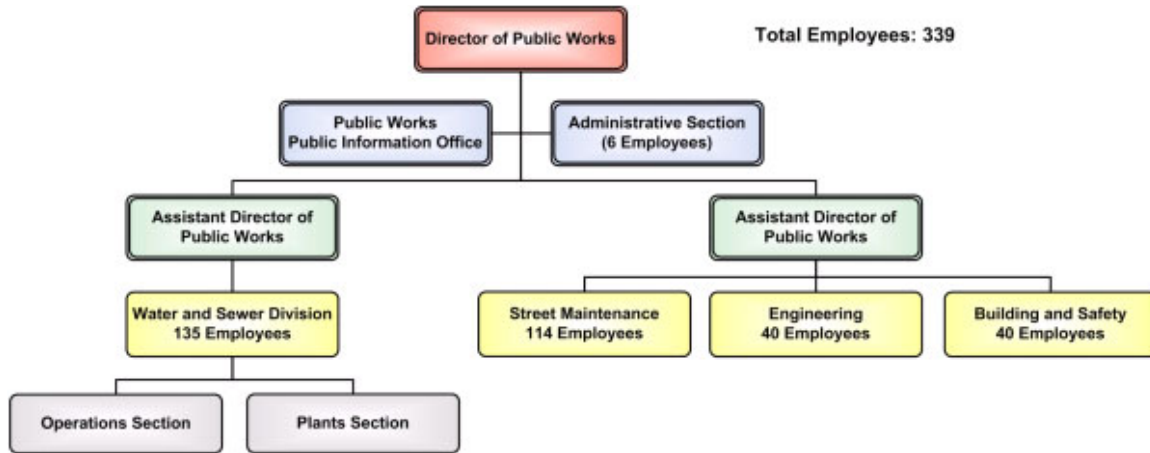 Director of Public Works
Total Employees: 339
Public Works
Public Information Office
Administrative Section
(6 Employees)
Assistant Director of
Public Works
Assistant Director of
Public Works
Water and Sewer Division
135 Employees
Street Maintenance
114 Employees
Engineering
40 Employees
Building and Safety
40 Employees
Operations Section
Plants Section